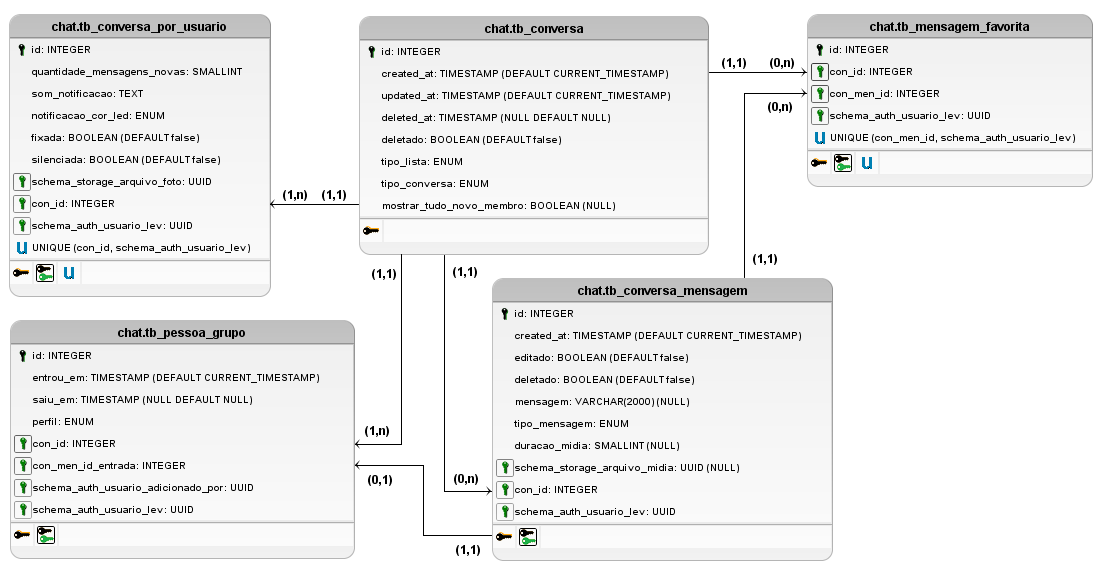 chat.tb_conversa_por_usuario
id: INTEGER
quantidade_mensagens_novas: SMALLINT
som_notificacao: TEXT
notificacao_cor_led: ENUM
fixada: BOOLEAN (DEFAULT false)
silenciada: BOOLEAN (DEFAULT false)
schema_storage_arquivo_foto: UUID
con_id: INTEGER
schema_auth_usuario_lev: UUID
U UNIQUE (con_id, schema_auth_usuario_lev)
U
chat.tb_conversa
id: INTEGER
created_at: TIMESTAMP (DEFAULT CURRENT_TIMESTAMP)
updated_at: TIMESTAMP (DEFAULT CURRENT_TIMESTAMP)
deleted_at: TIMESTAMP (NULL DEFAULT NULL)
deletado: BOOLEAN (DEFAULT false)
tipo_lista: ENUM
tipo_conversa: ENUM
mostrar_tudo_novo_membro: BOOLEAN (NULL)
chat.tb_mensagem_favorita
id: INTEGER
con_id: INTEGER
con_men_id: INTEGER
schema_auth_usuario_lev: UUID
U UNIQUE (con_men_id, schema_auth_usuario_lev)
U
(1,1) (0,n)
(0,n)
(1,n) (1,1)
(1,1) (1,1)
(1,1)
chat.tb_pessoa_grupo
id: INTEGER
entrou_em: TIMESTAMP (DEFAULT CURRENT_TIMESTAMP)
saiu_em: TIMESTAMP (NULL DEFAULT NULL)
perfil: ENUM
con_id: INTEGER
con_men_id_entrada: INTEGER
schema_auth_usuario_adicionado_por: UUID
schema_auth_usuario_lev: UUID
(1,n)
(0,1) (0,n)
(1,1)
chat.tb_conversa_mensagem
id: INTEGER
created_at: TIMESTAMP (DEFAULT CURRENT_TIMESTAMP)
editado: BOOLEAN (DEFAULT false)
deletado: BOOLEAN (DEFAULT false)
mensagem: VARCHAR(2000) (NULL)
tipo_mensagem: ENUM
duracao_midia: SMALLINT (NULL)
schema_storage_arquivo_midia: UUID (NULL)
con_id: INTEGER
schema_auth_usuario_lev: UUID